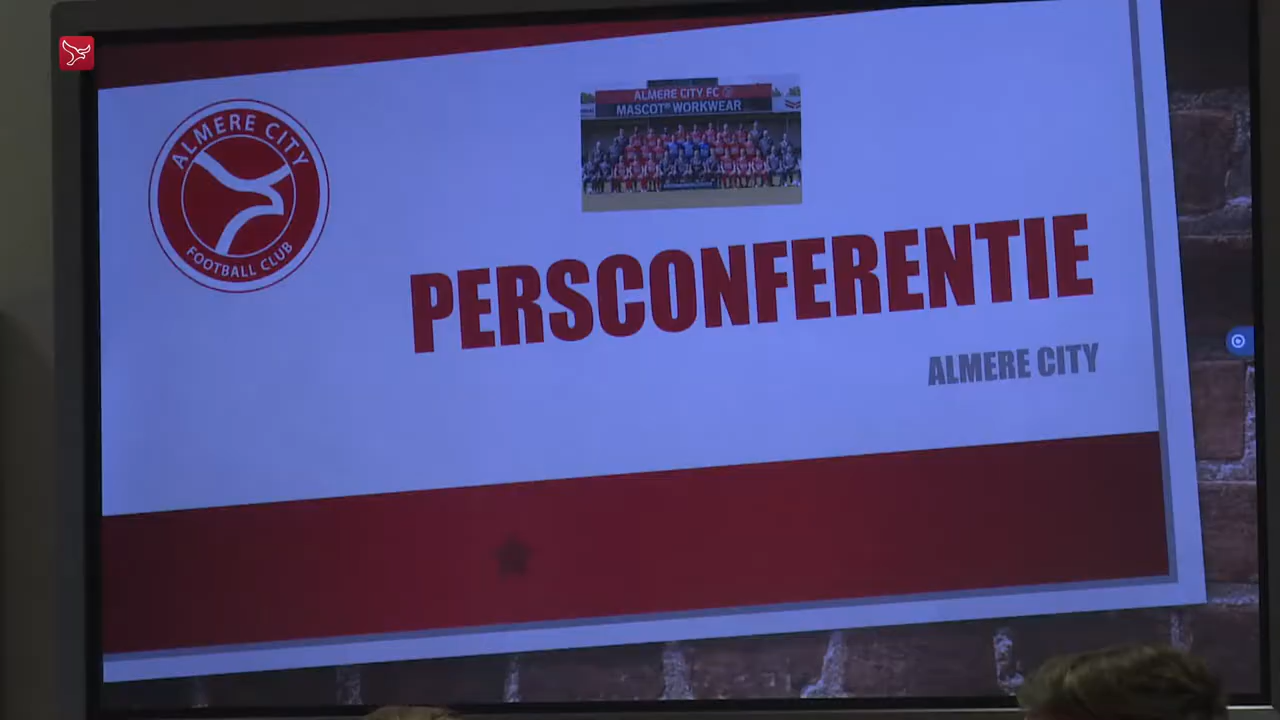 ALMERE CITY
FOOTBALL CLUB
ALMERE CITY FC
MASCOT® WORKWEAR
PERSCONFERENTIE
ALMERE CITY